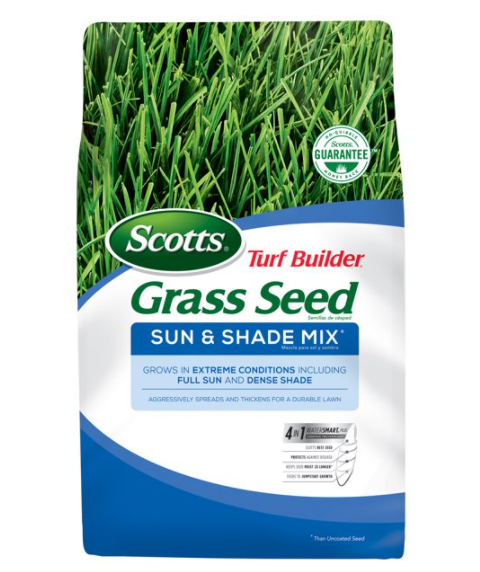 NO-QUIBBLE
Scotts
GUARANTEE
MONEY BACK
Scotts®
Turf Builder
Grass Seed
Semillas de césped
SUN & SHADE MIX
Mezcla para sol y sombra
GROWS IN EXTREME CONDITIONS INCLUDING
FULL SUN AND DENSE SHADE
AGGRESSIVELY SPREADS AND THICKENS FOR A DURABLE LAWN
4 IN 1 WATERSMART
PROTECTS AGAINST DISEASE
KEEPS SEED MOIST 2X LONGER*
FEEDS TO JUMPSTART GROWTH
*Than Uncoated Seed